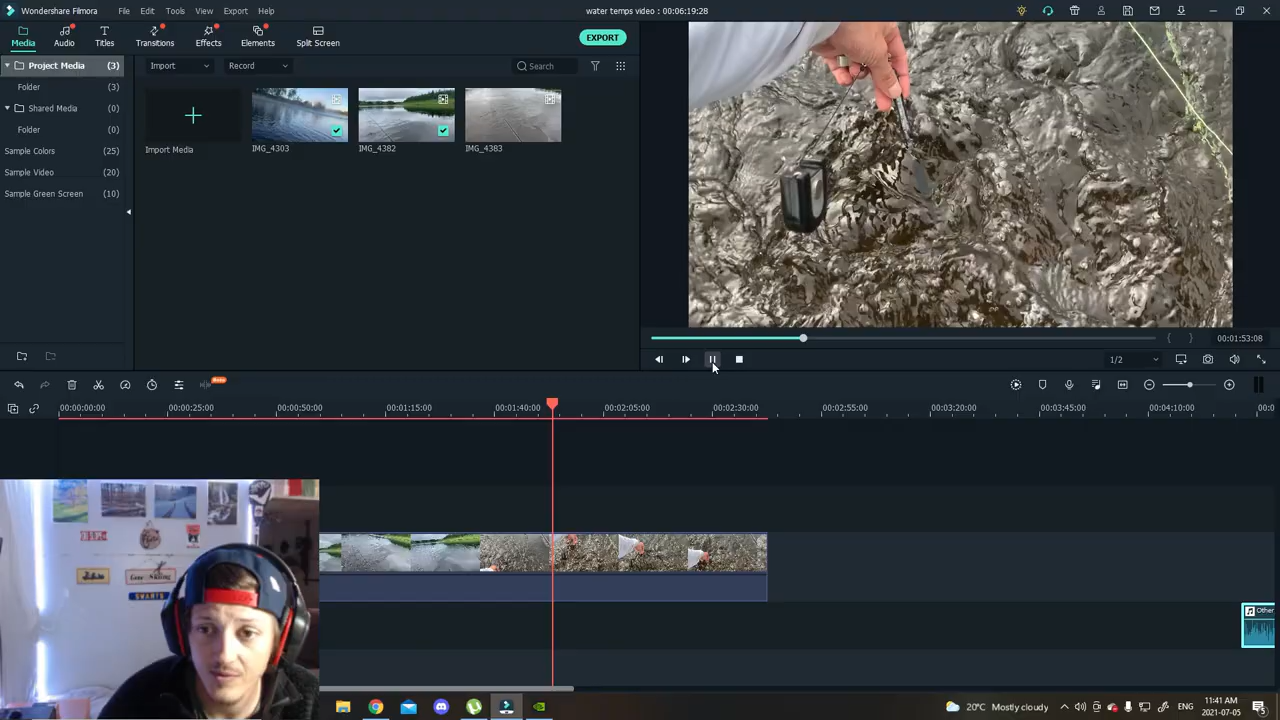 Wondershare Filmora File Edit Tools View Export Help
water temps video : 00:06:19:28
Media Audio Titles Transitions Effects Elements Split Screen
EXPORT
Project Media (3)
Folder (3)
Shared Media (0)
Folder (0)
Sample Colors (25)
Sample Video (20)
Sample Green Screen (10)
Import Record Search
Import Media IMG_4303 IMG_4382 IMG_4383
00:01:53:08
1/2
Beta
00:00:00:00 00:00:25:00 00:00:50:00 00:01:15:00 00:01:40:00 00:02:05:00 00:02:30:00 00:02:55:00 00:03:20:00 00:03:45:00 00:04:10:00
Other
Gone Skiing
SWANTS
20°C Mostly cloudy
11:41 AM
2021-07-05